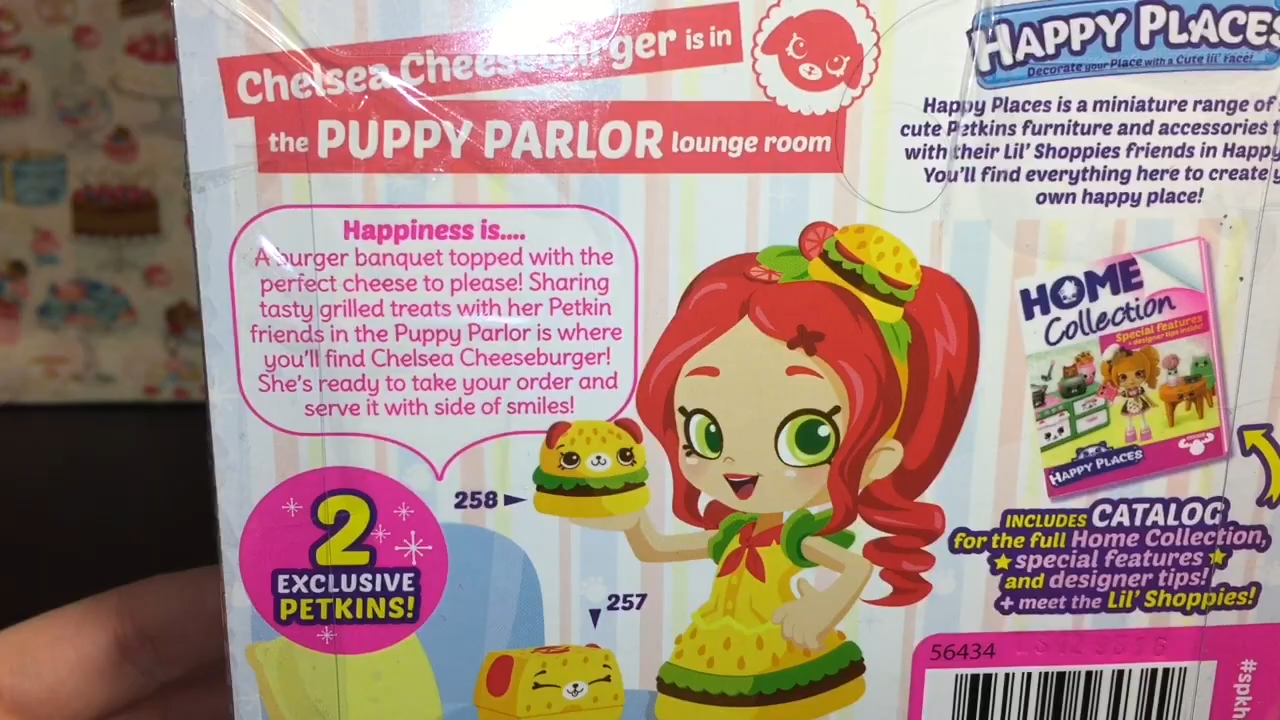 Chelsea Cheeseburger is in
the PUPPY PARLOR lounge room
Happiness is....
A burger banquet topped with the
perfect cheese to please! Sharing
tasty grilled treats with her Petkin
friends in the Puppy Parlor is where
you'll find Chelsea Cheeseburger!
She's ready to take your order and
serve it with side of smiles!
258
257
2
EXCLUSIVE
PETKINS!
HAPPY PLACES
Decorate your Place with a Cute lil' Face!
Happy Places is a miniature range of
cute Petkins furniture and accessories
with their Lil' Shoppies friends in Happy
You'll find everything here to create
own happy place!
HOME
Collection
Special features
+ designer tips inside!
HAPPY PLACES
INCLUDES CATALOG
for the full Home Collection,
special features
and designer tips!
+ meet the Lil' Shoppies!
56434
#spkh